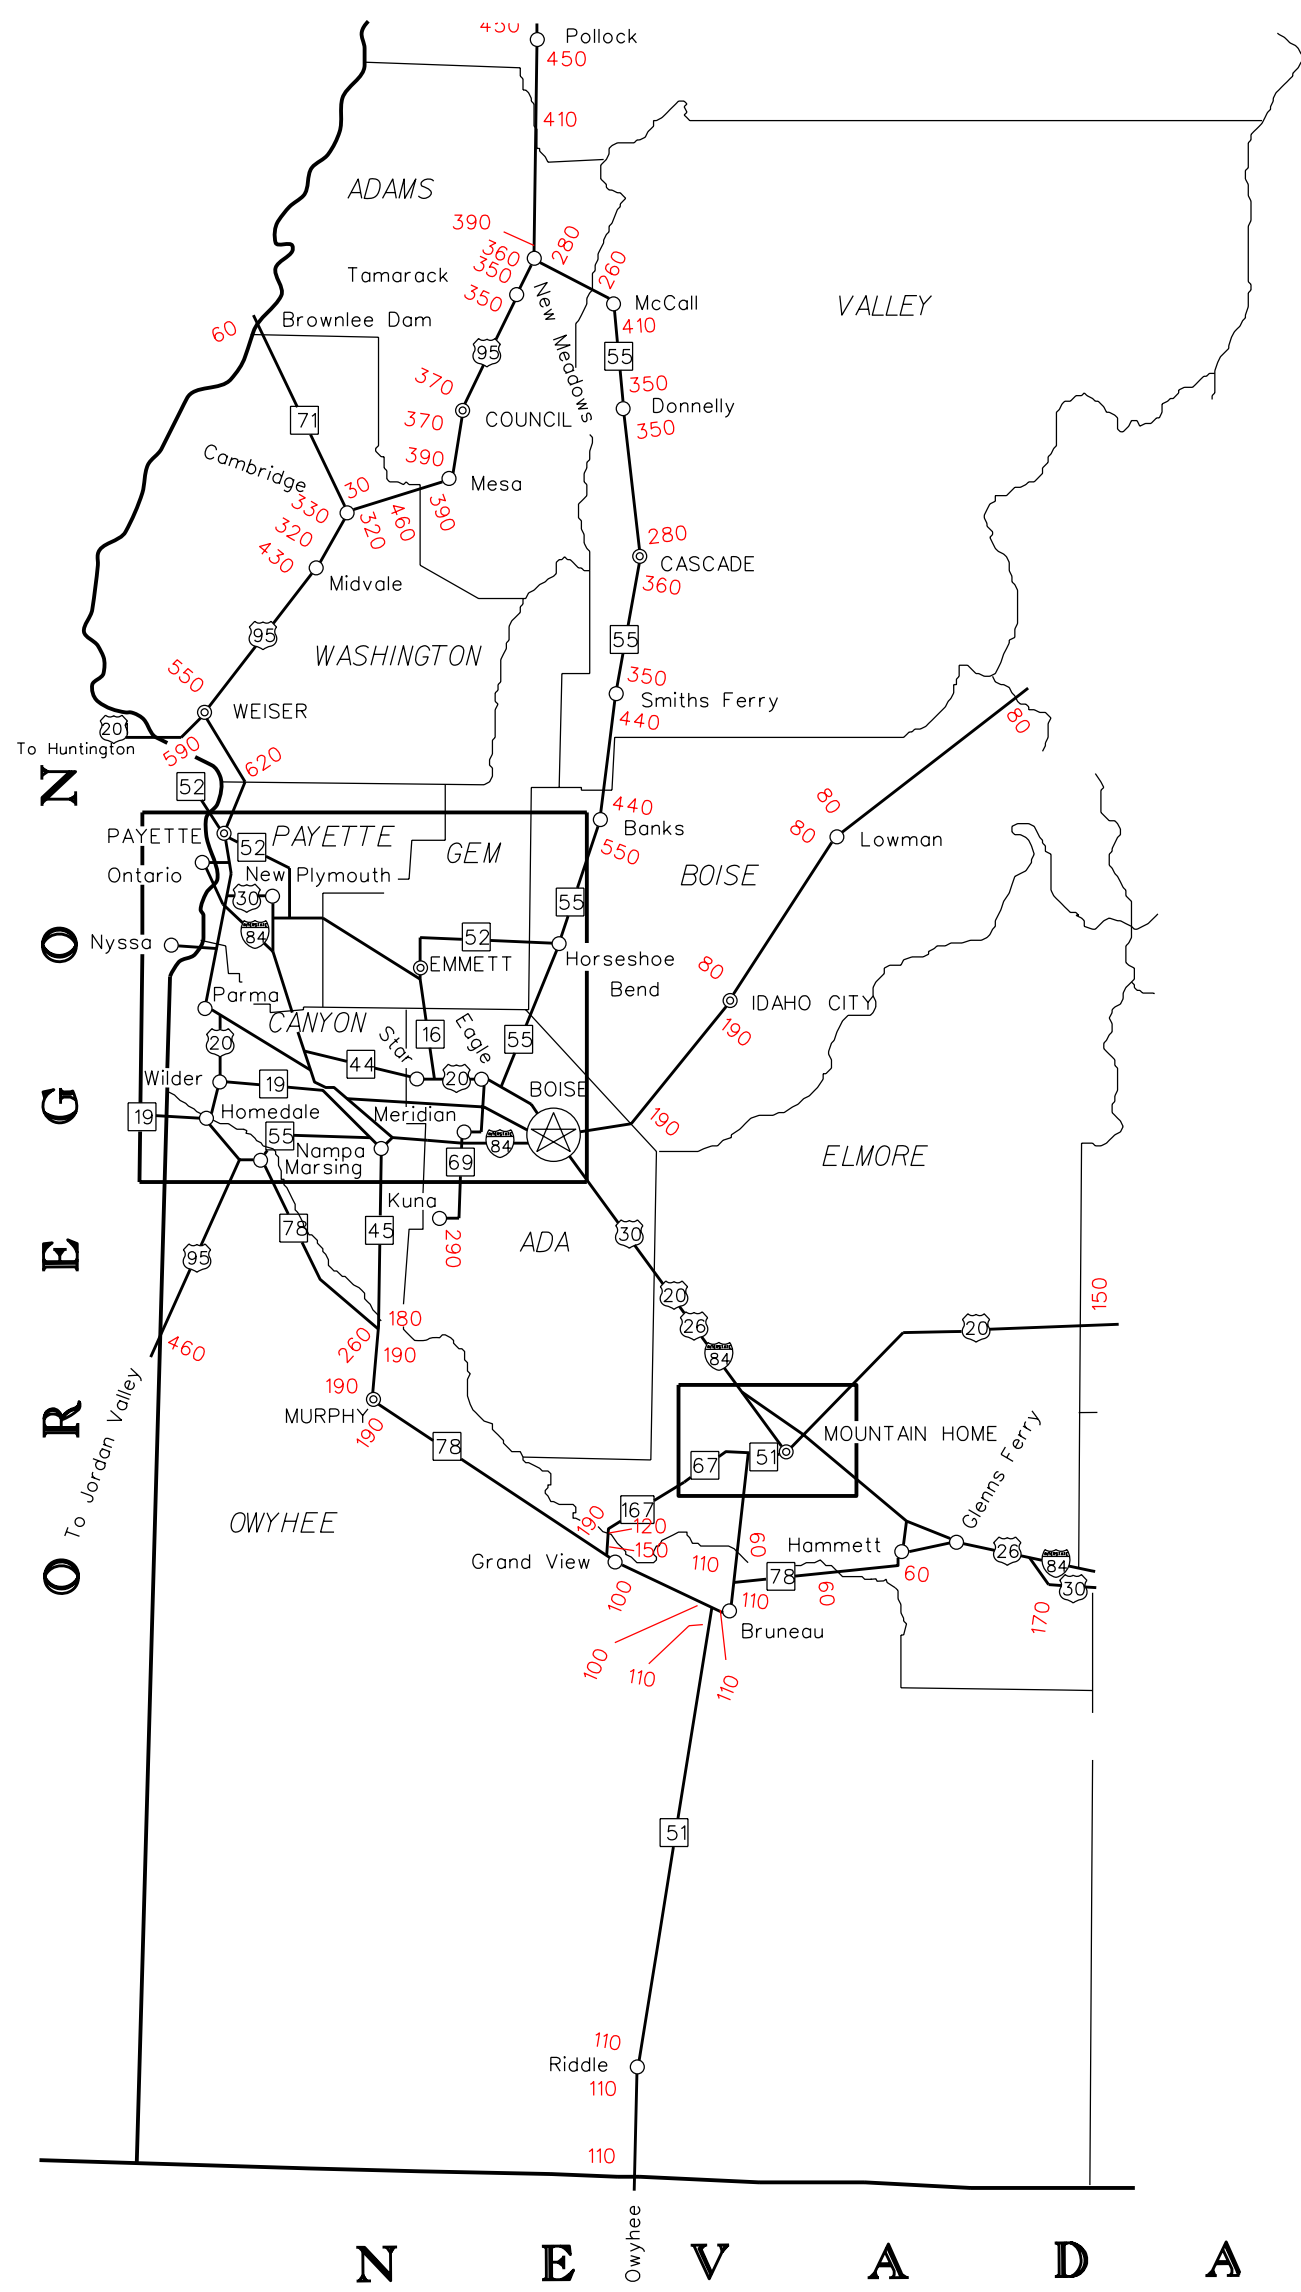 450
Pollock
450
410
ADAMS
390
280
360
350
Tamarack
260
350
New Meadows
McCall
VALLEY
Brownlee Dam
60
410
95
55
370
350
Donnelly
370
COUNCIL
350
71
Cambridge
390
Mesa
30
330
320
460
390
320
430
280
CASCADE
Midvale
360
95
55
WASHINGTON
550
350
Smiths Ferry
WEISER
440
80
20
To Huntington
590
620
52
440
80
PAYETTE
PAYETTE
Banks
80
Lowman
52
GEM
550
Ontario
New Plymouth
BOISE
30
55
84
52
Nyssa
EMMETT
Horseshoe
Bend
80
Parma
IDAHO CITY
CANYON
Star
16
Eagle
55
190
20
44
Wilder
19
20
BOISE
19
Homedale
Meridian
190
55
84
Nampa
Marsing
69
ELMORE
Kuna
78
45
290
ADA
30
95
20
150
180
26
20
460
260
190
84
190
MURPHY
190
To Jordan Valley
78
MOUNTAIN HOME
51
67
Glenns Ferry
OWYHEE
190
167
120
150
60
Hammett
110
26
84
Grand View
78
60
60
30
100
110
170
Bruneau
100
110
110
51
110
Riddle
110
110
Owyhee
O R E G O N
N E V A D A